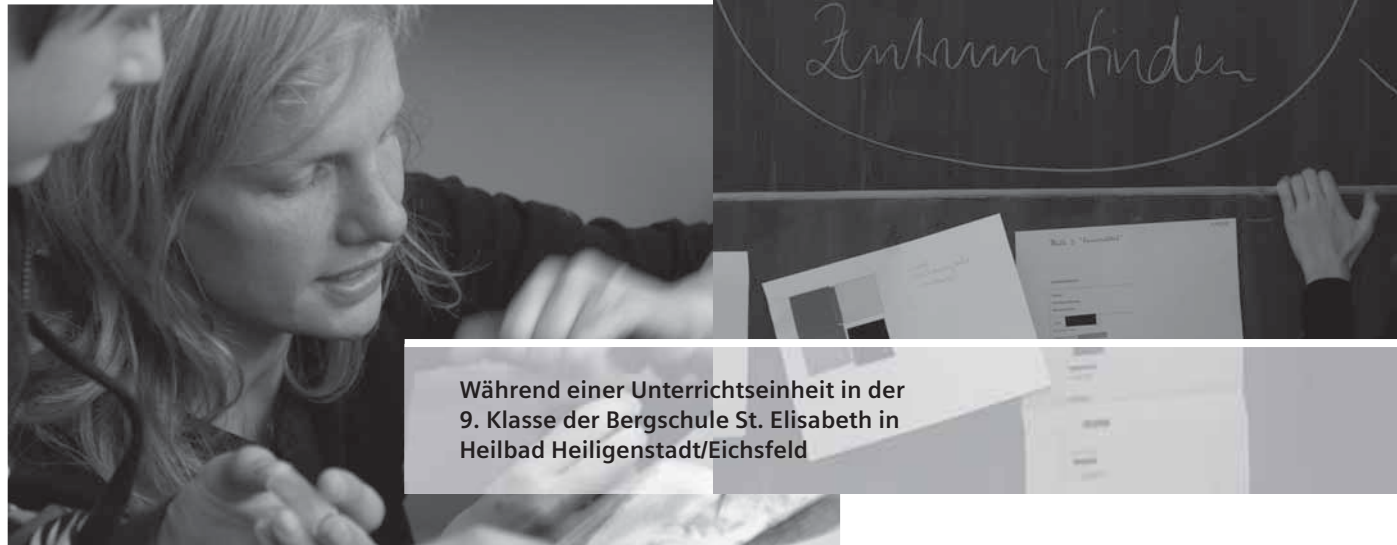 Zentrum finden
Während einer Unterrichtseinheit in der
9. Klasse der Bergschule St. Elisabeth in
Heilbad Heiligenstadt/Eichsfeld